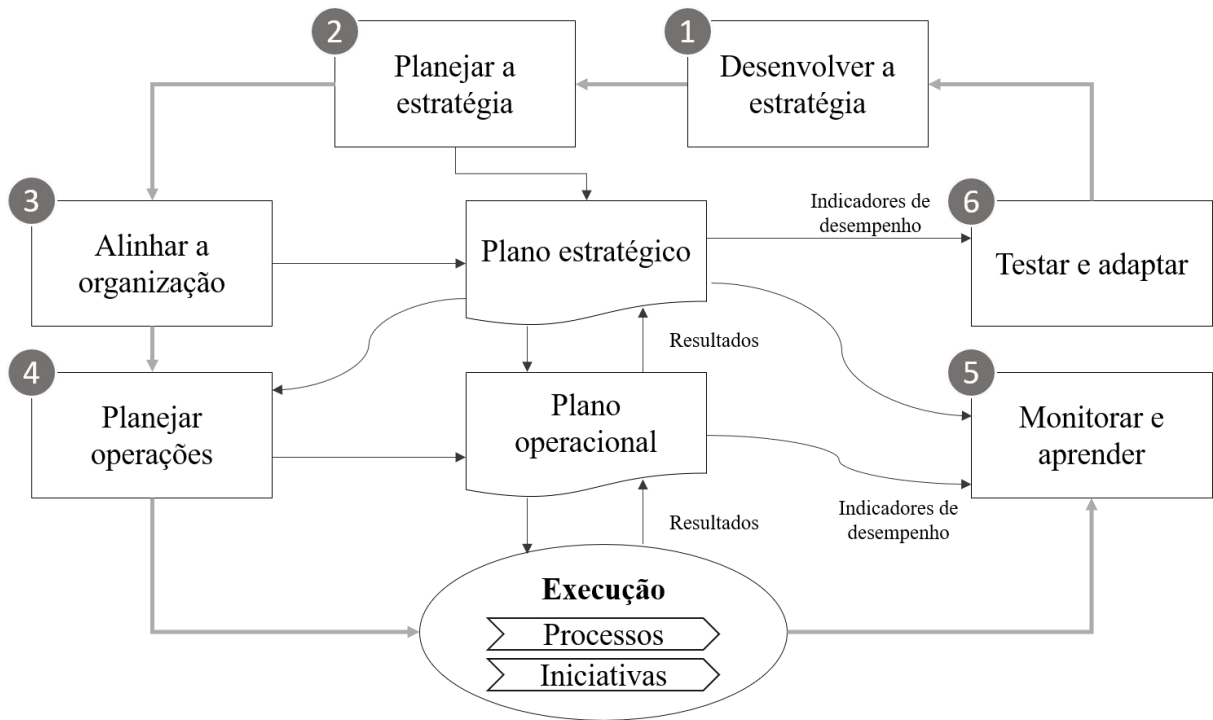 2
Planejar a
estratégia
1
Desenvolver a
estratégia
3
Alinhar a
organização
Plano estratégico
Indicadores de
desempenho
6
Testar e adaptar
Resultados
4
Planejar
operações
Plano
operacional
5
Monitorar e
aprender
Resultados
Indicadores de
desempenho
Execução
Processos
Iniciativas